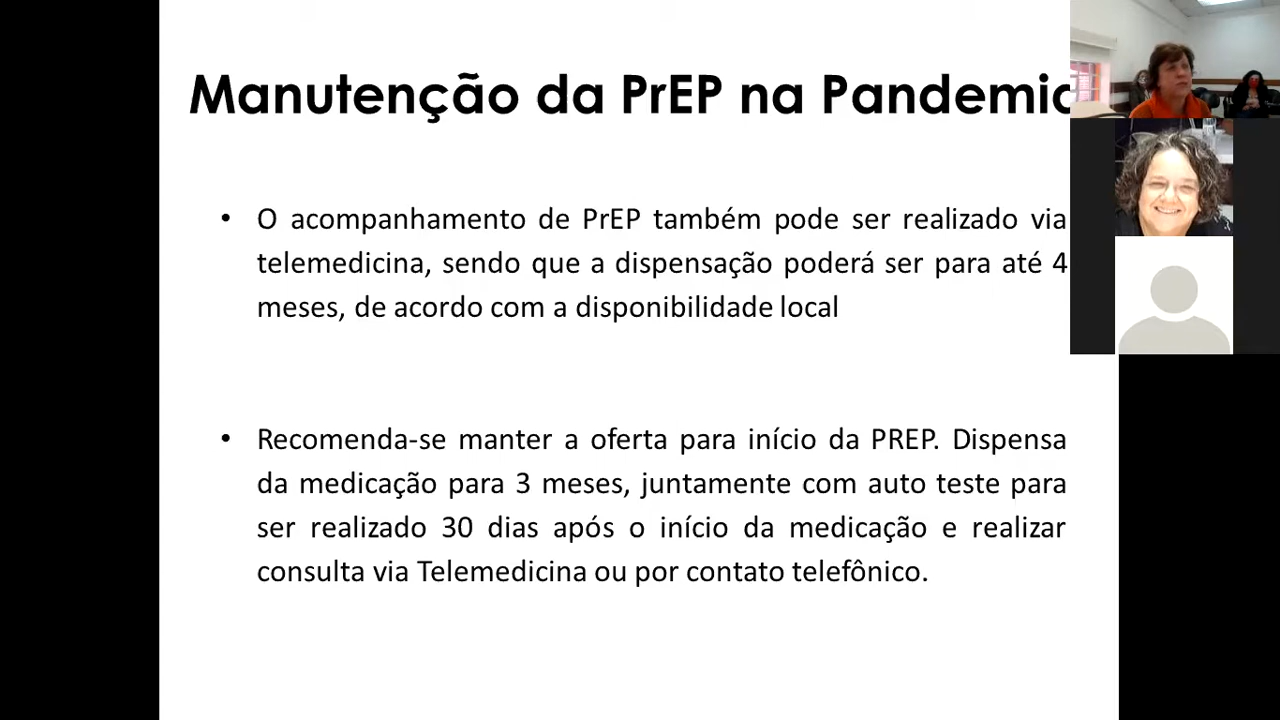 Manutenção da PrEP na Pandemia
• O acompanhamento de PrEP também pode ser realizado via
telemedicina, sendo que a dispensação poderá ser para até 4
meses, de acordo com a disponibilidade local
• Recomenda-se manter a oferta para início da PREP. Dispensa
da medicação para 3 meses, juntamente com auto teste para
ser realizado 30 dias após o início da medicação e realizar
consulta via Telemedicina ou por contato telefônico.